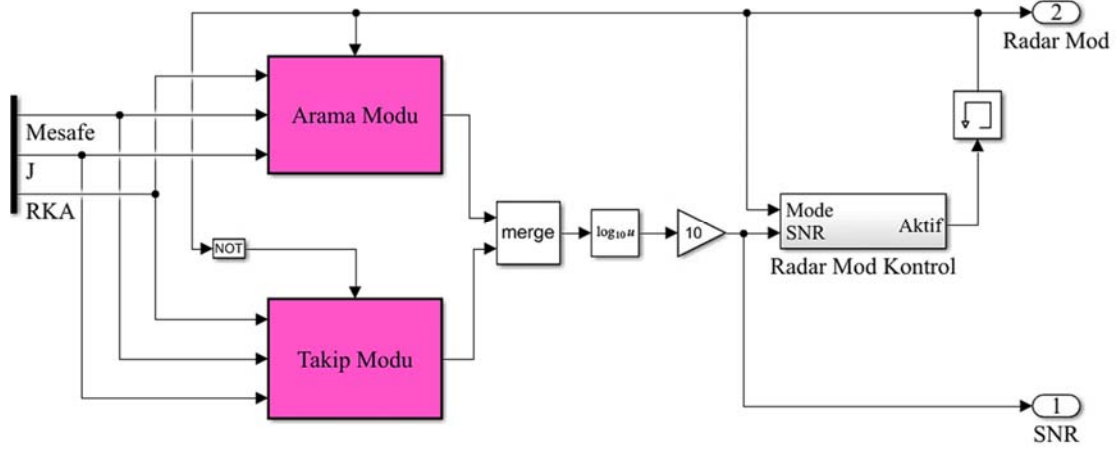 2
Radar Mod
Arama Modu
Mesafe
J
RKA
Mode
SNR
Aktif
merge
log₁₀u
10
NOT
Radar Mod Kontrol
Takip Modu
1
SNR